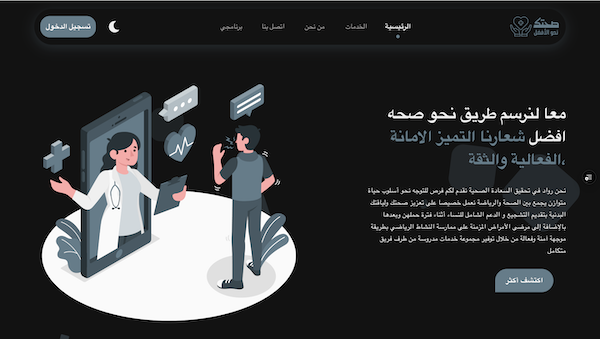 صحتك
نحو الأفضل
الرئيسية
الخدمات
من نحن
اتصل بنا
برنامجي
تسجيل الدخول
معا لنرسم طريق نحو صحه
افضل شعارنا التميز الامانة
،الفعالية والثقة
نحن رواد في تحقيق السعادة الصحية نقدم لكم فرص للتوجه نحو أسلوب حياة
متوازن يجمع بين الصحة والرياضة نعمل خصيصا على تعزيز صحتك ولياقتك
البدنية بتقديم التشجيع و الدعم الشامل للنساء أثناء فترة حملهن وبعدها
بالإضافة إلى مرضى الأمراض المزمنة على ممارسة النشاط الرياضي بطريقة
موجهة امنة وفعالة من خلال توفير مجموعة خدمات مدروسة من طرف فريق
متكامل
اكتشف أكثر